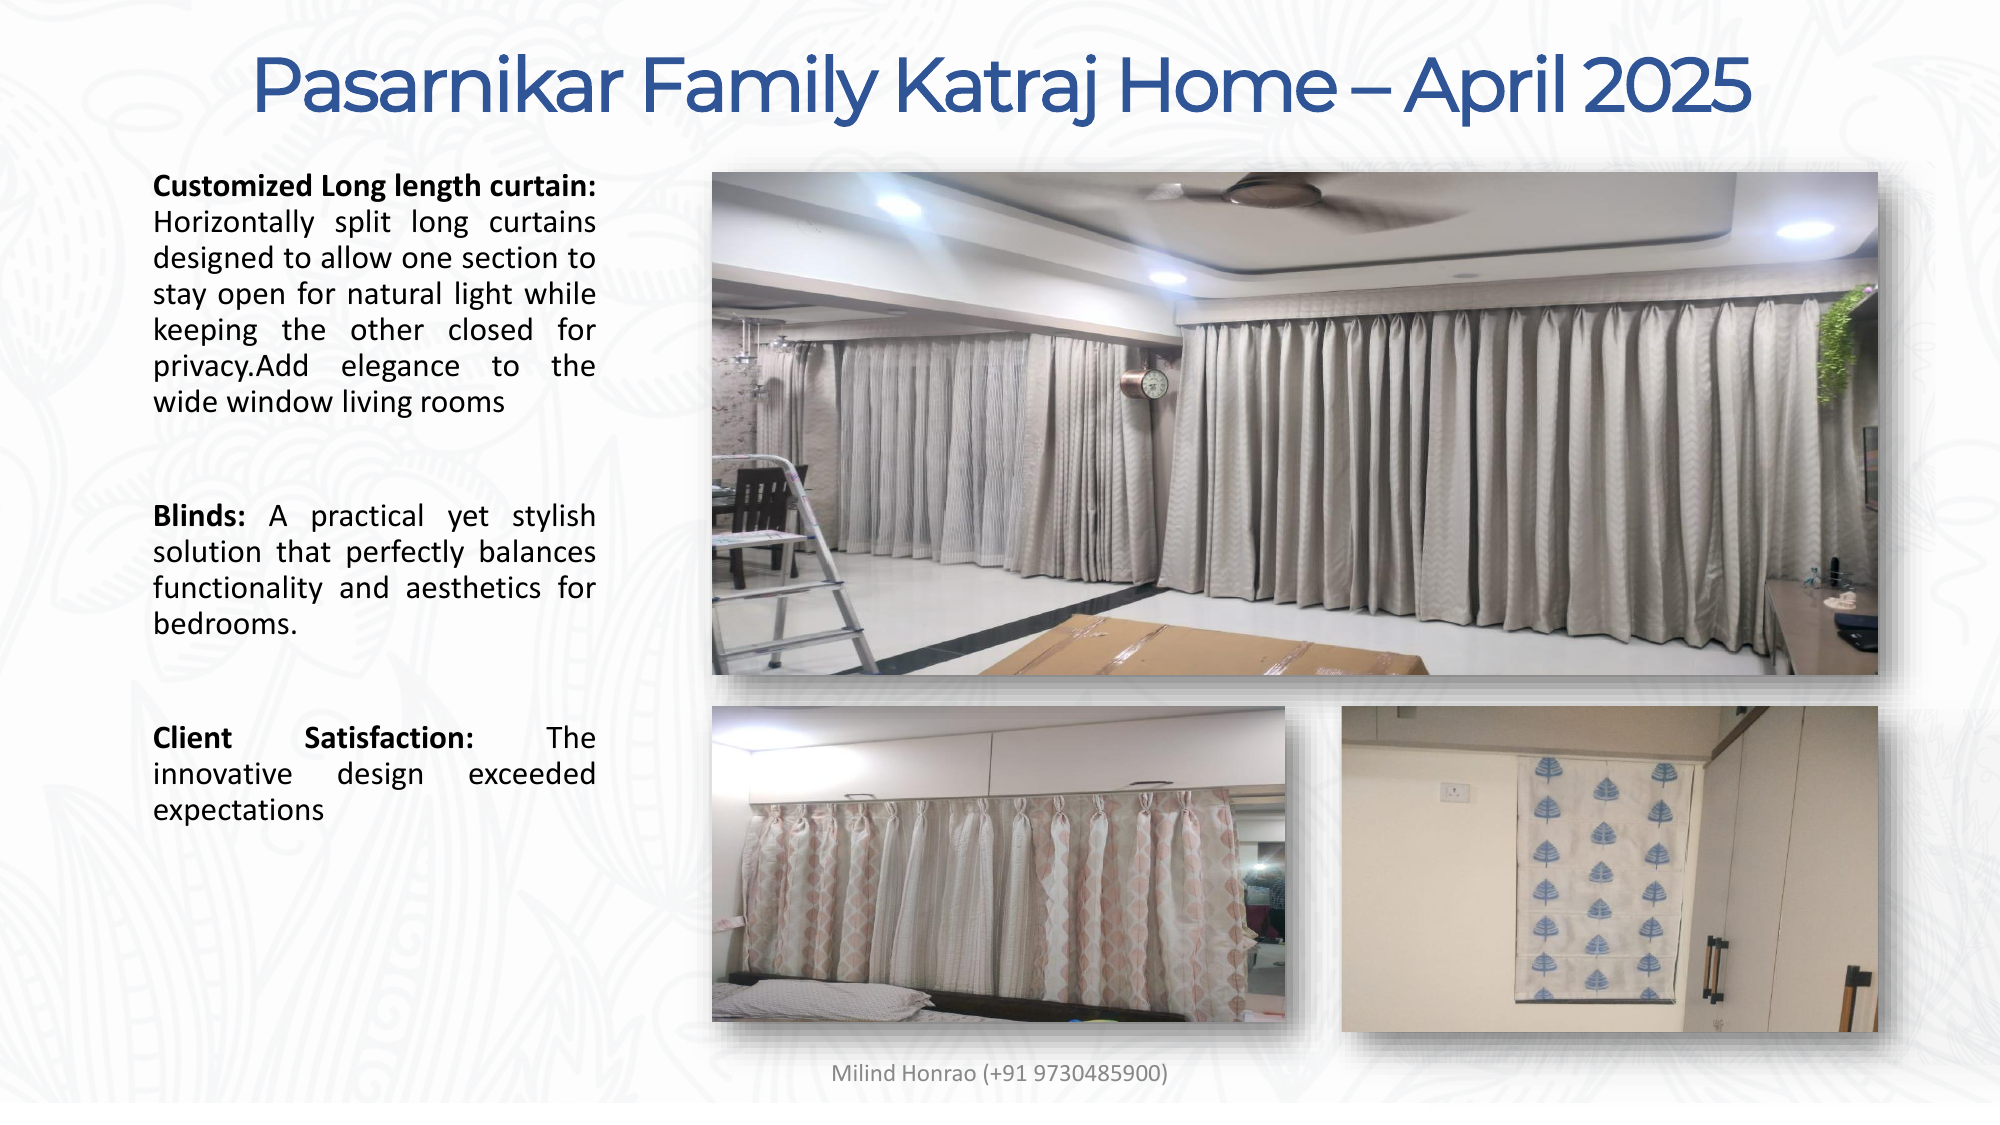 Pasarnikar Family Katraj Home – April 2025
Customized Long length curtain:
Horizontally split long curtains
designed to allow one section to
stay open for natural light while
keeping the other closed for
privacy.Add elegance to the
wide window living rooms
Blinds: A practical yet stylish
solution that perfectly balances
functionality and aesthetics for
bedrooms.
Client Satisfaction: The
innovative design exceeded
expectations
Milind Honrao (+91 9730485900)